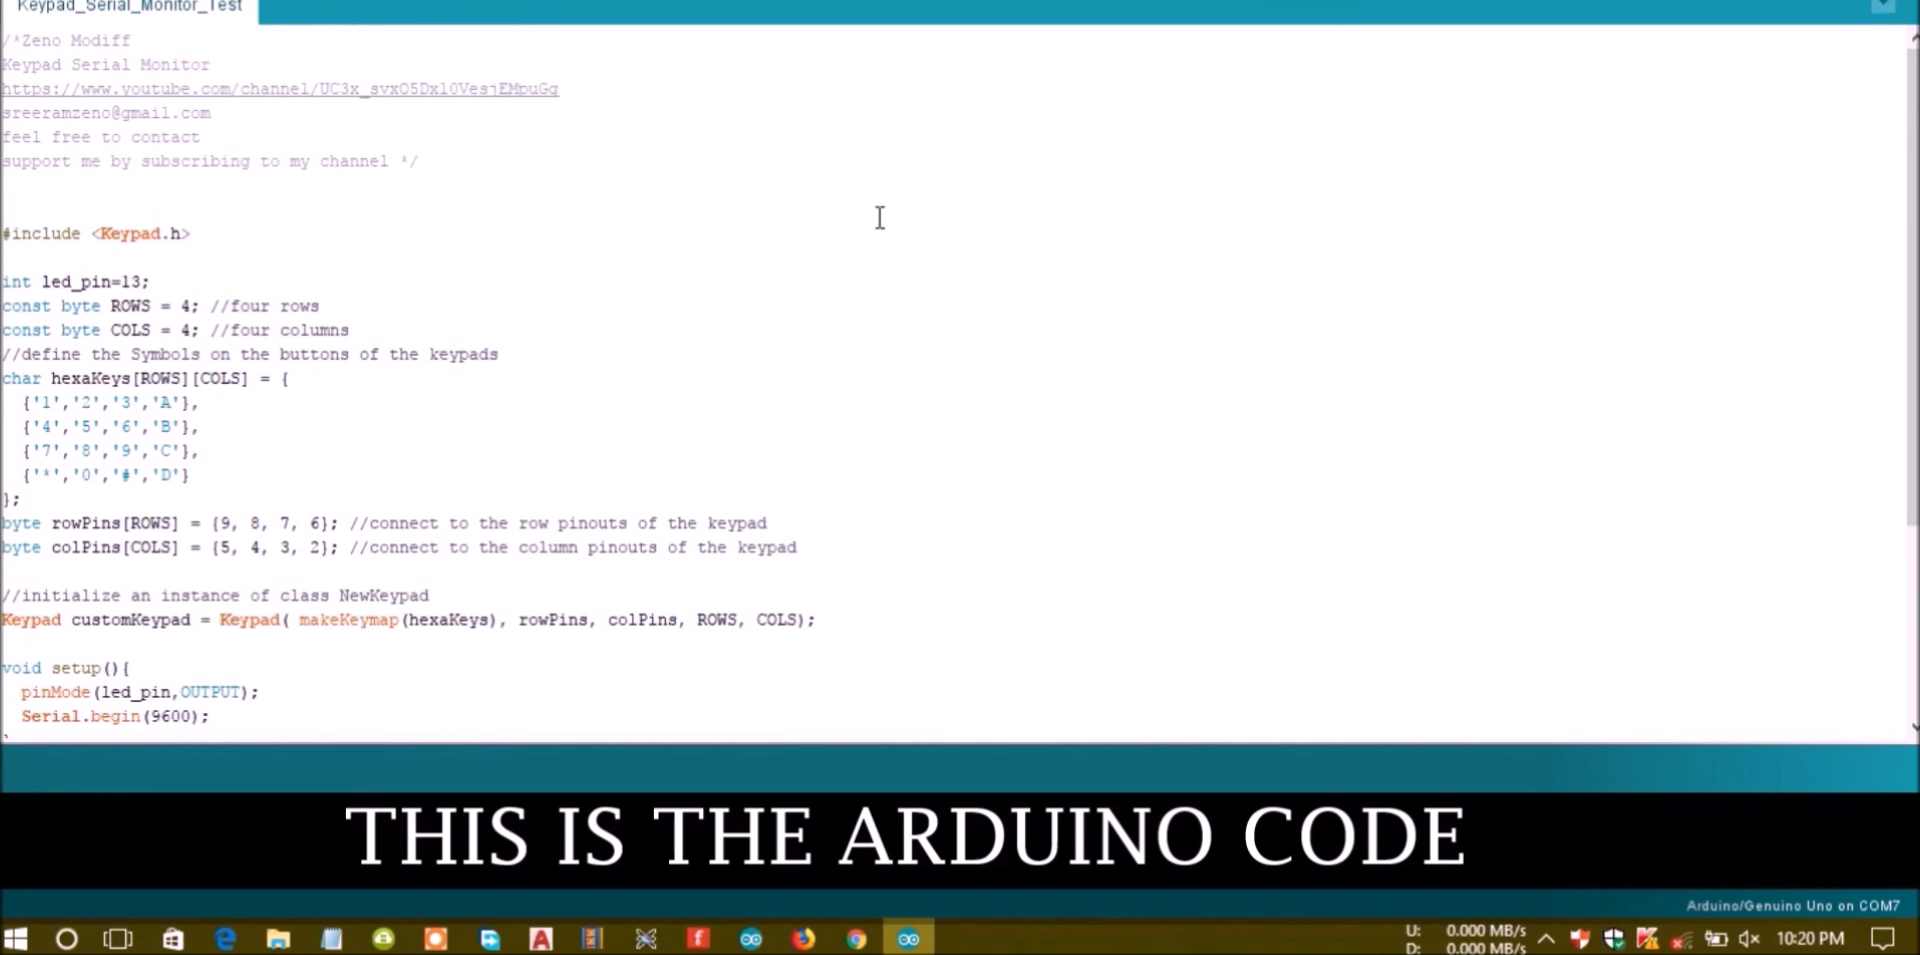 Keypad_Serial_Monitor_Test
/*Zeno Modiff
Keypad Serial Monitor
https://www.youtube.com/channel/UC3x_svxO5Dxl0VesjEMpuGg
sreeramzeno@gmail.com
feel free to contact
support me by subscribing to my channel */
#include <Keypad.h>
int led_pin=13;
const byte ROWS = 4; //four rows
const byte COLS = 4; //four columns
//define the Symbols on the buttons of the keypads
char hexaKeys[ROWS][COLS] = {
{'1','2','3','A'},
{'4','5','6','B'},
{'7','8','9','C'},
{'*','0','#','D'}
};
byte rowPins[ROWS] = {9, 8, 7, 6}; //connect to the row pinouts of the keypad
byte colPins[COLS] = {5, 4, 3, 2}; //connect to the column pinouts of the keypad
//initialize an instance of class NewKeypad
Keypad customKeypad = Keypad( makeKeymap(hexaKeys), rowPins, colPins, ROWS, COLS);
void setup(){
pinMode(led_pin,OUTPUT);
Serial.begin(9600);
THIS IS THE ARDUINO CODE
Arduino/Genuino Uno on COM7
U: 0.000 MB/s
D: 0.000 MB/s
10:20 PM